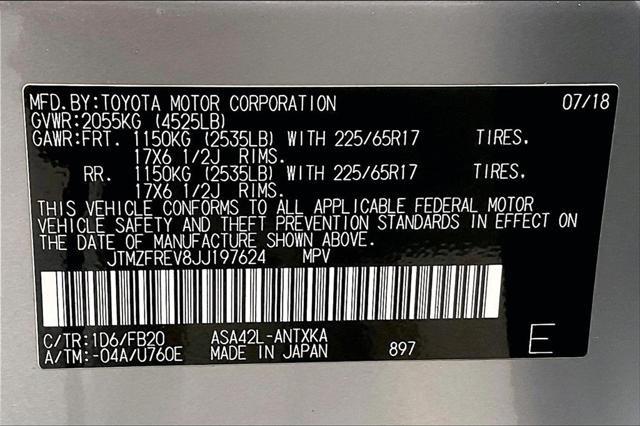 MFD.BY:TOYOTA MOTOR CORPORATION 07/18
GVWR:2055KG (4525LB)
GAWR:FRT. 1150KG (2535LB) WITH 225/65R17 TIRES.
17X6 1/2J RIMS.
RR. 1150KG (2535LB) WITH 225/65R17 TIRES.
17X6 1/2J RIMS.
THIS VEHICLE CONFORMS TO ALL APPLICABLE FEDERAL MOTOR
VEHICLE SAFETY AND THEFT PREVENTION STANDARDS IN EFFECT ON
THE DATE OF MANUFACTURE SHOWN ABOVE.
JTMZFREV8JJ197624 MPV
C/TR:1D6/FB20 ASA42L-ANTXKA
A/TM:-04A/U760E MADE IN JAPAN 897 E